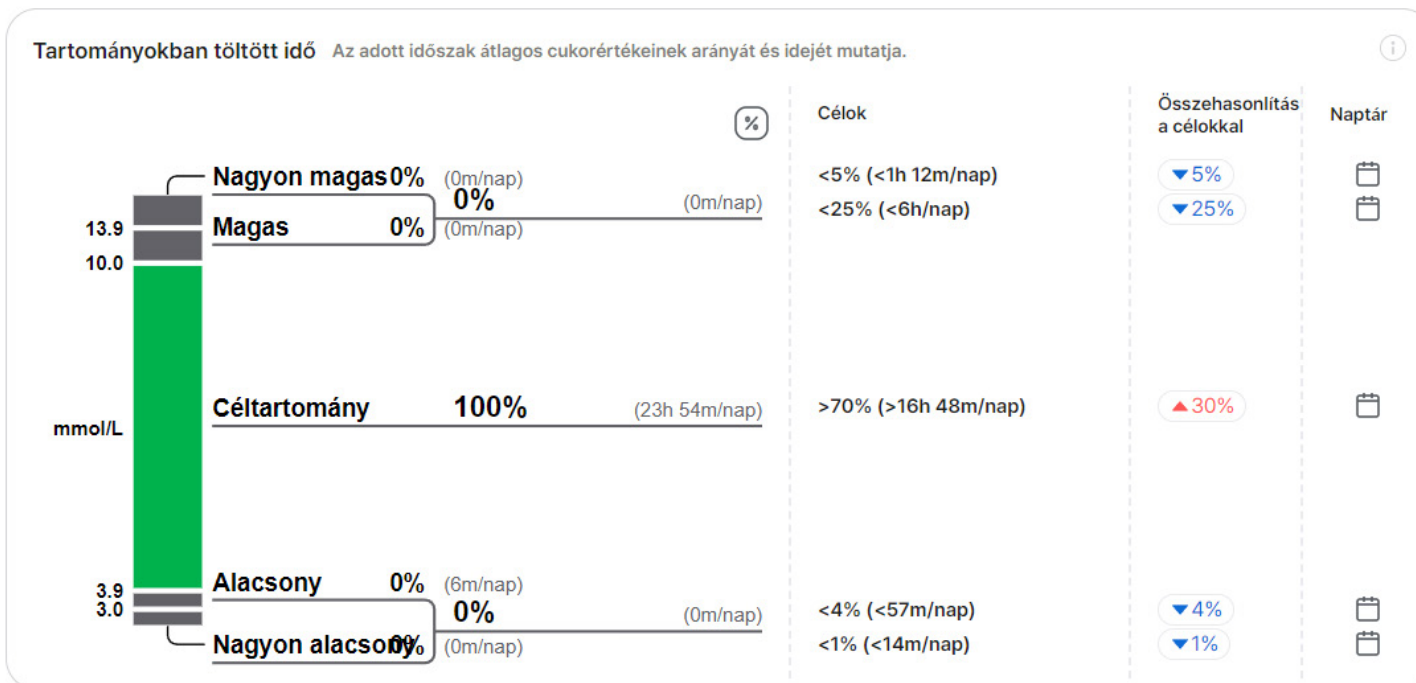 Tartományokban töltött idő Az adott időszak átlagos cukorértékeinek arányát és idejét mutatja.
%
Célok
Összehasonlítás
a célokkal
Naptár
Nagyon magas 0% (0m/nap)
<5% (<1h 12m/nap)
▼5%
0% (0m/nap)
<25% (<6h/nap)
▼25%
13.9
Magas 0% (0m/nap)
10.0
Céltartomány 100% (23h 54m/nap)
>70% (>16h 48m/nap)
▲30%
mmol/L
Alacsony 0% (6m/nap)
3.9
3.0
0% (0m/nap)
<4% (<57m/nap)
▼4%
Nagyon alacsony 0% (0m/nap)
<1% (<14m/nap)
▼1%